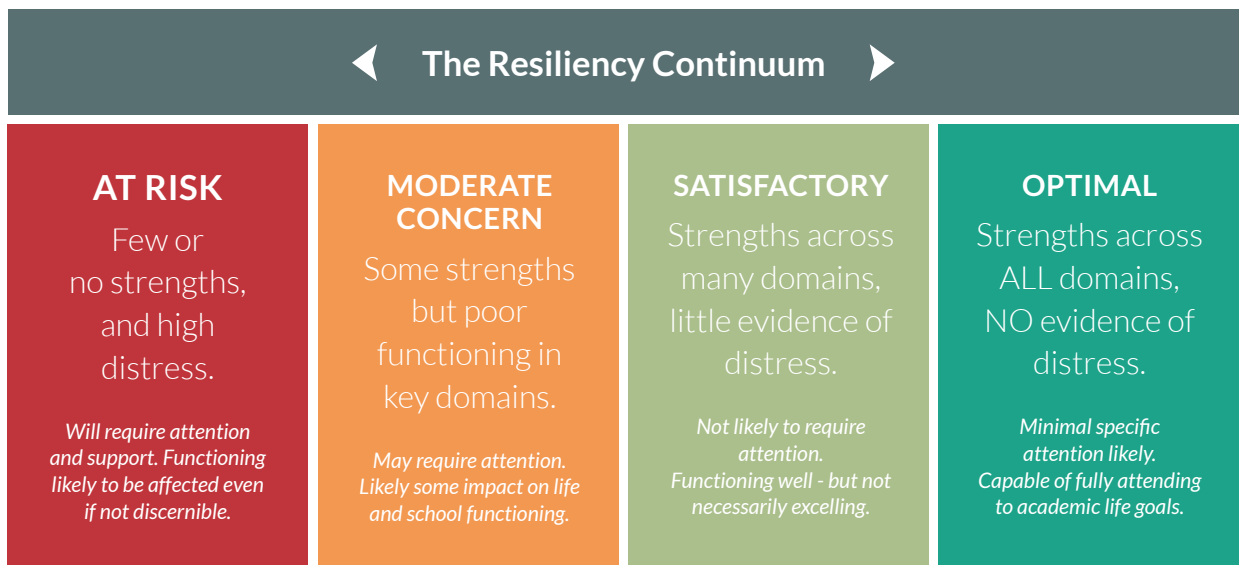 The Resiliency Continuum
AT RISK
Few or
no strengths,
and high
distress.
Will require attention
and support. Functioning
likely to be affected even
if not discernible.
MODERATE
CONCERN
Some strengths
but poor
functioning in
key domains.
May require attention.
Likely some impact on life
and school functioning.
SATISFACTORY
Strengths across
many domains,
little evidence of
distress.
Not likely to require
attention.
Functioning well - but not
necessarily excelling.
OPTIMAL
Strengths across
ALL domains,
NO evidence of
distress.
Minimal specific
attention likely.
Capable of fully attending
to academic life goals.